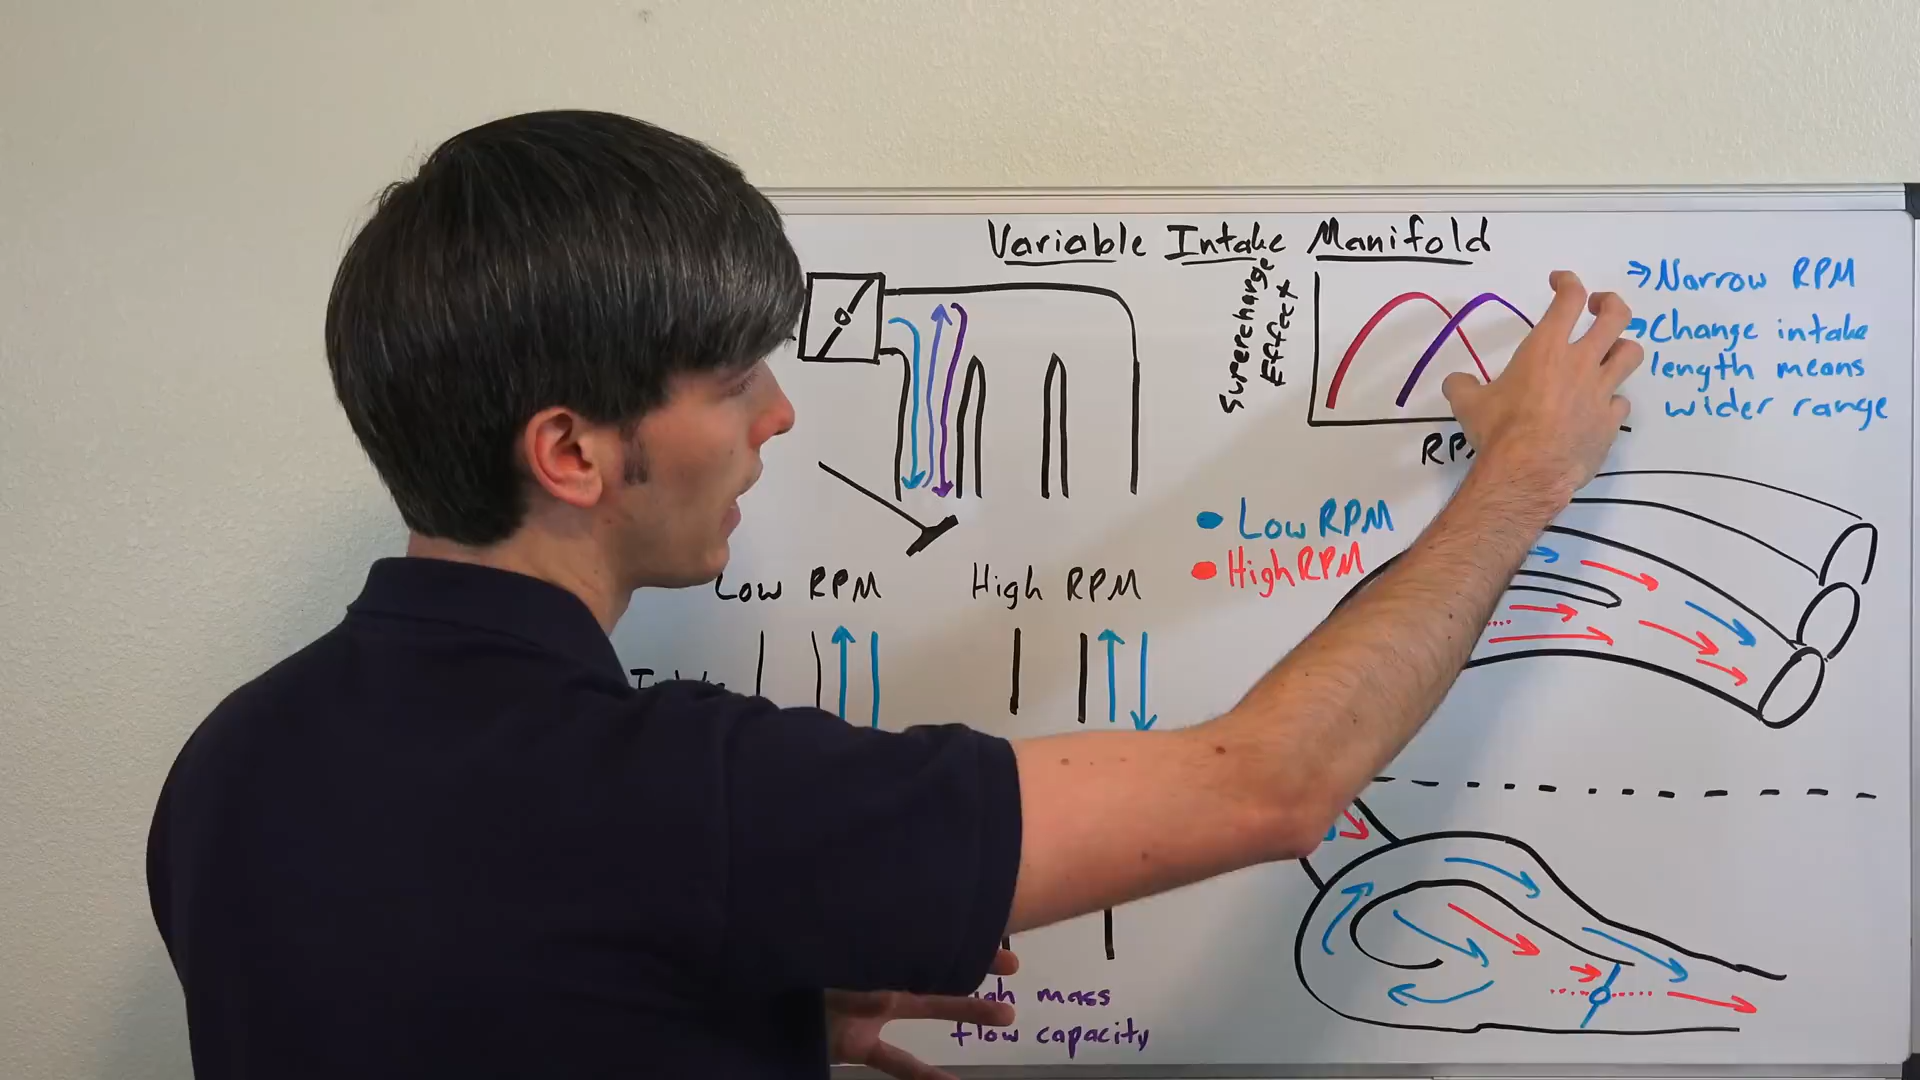 Variable Intake Manifold
Supercharge
Effect
→ Narrow RPM
→ Change intake
length means
wider range
• Low RPM
• High RPM
Low RPM
High RPM
mass
flow capacity